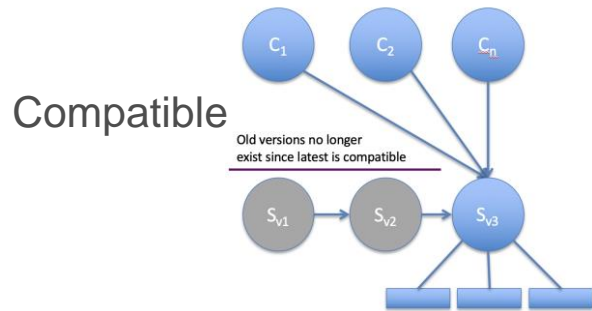 C1
C2
Cn
Compatible
Old versions no longer
exist since latest is compatible
Sv1
Sv2
Sv3